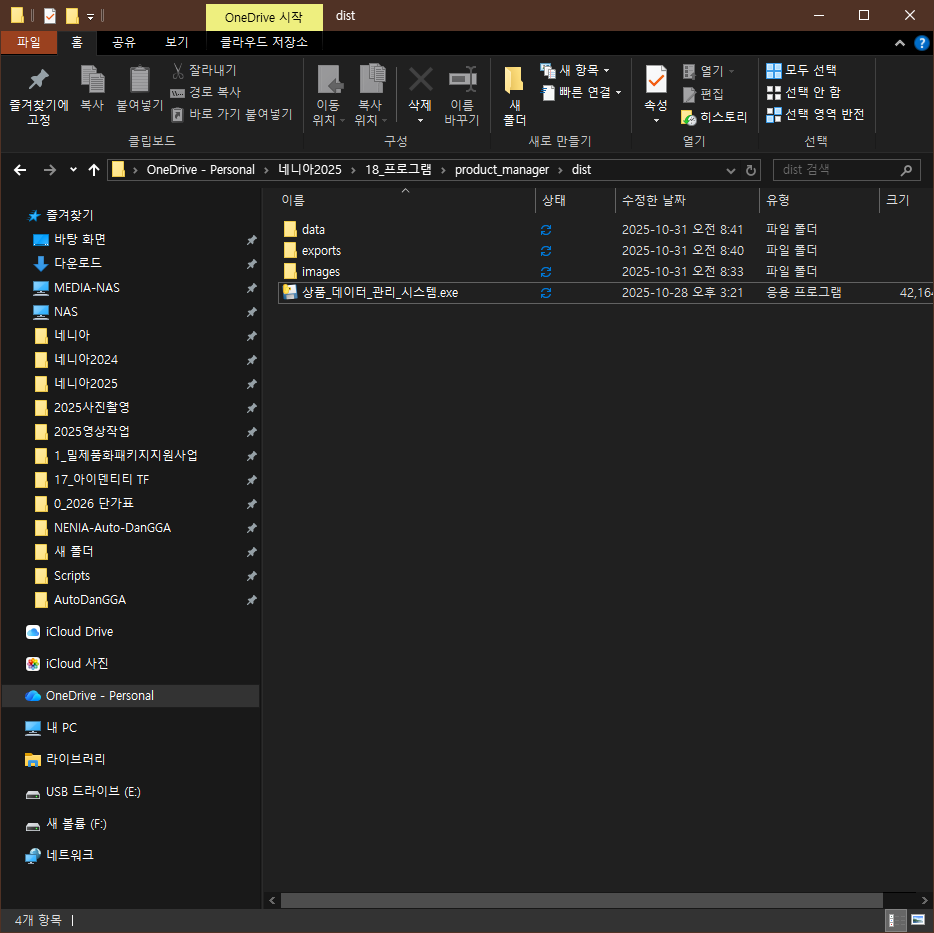 OneDrive 시작
dist
파일
홈
공유
보기
클라우드 저장소
즐겨찾기에 고정
복사
붙여넣기
잘라내기
경로 복사
바로 가기 붙여넣기
클립보드
이동 위치
복사 위치
삭제
이름 바꾸기
구성
새 폴더
새 항목
빠른 연결
새로 만들기
속성
열기
편집
히스토리
열기
모두 선택
선택 안 함
선택 영역 반전
선택
OneDrive - Personal > 네니아2025 > 18_프로그램 > product_manager > dist
dist 검색
이름 상태 수정한 날짜 유형 크기
data 2025-10-31 오전 8:41 파일 폴더
exports 2025-10-31 오전 8:40 파일 폴더
images 2025-10-31 오전 8:33 파일 폴더
상품_데이터_관리_시스템.exe 2025-10-28 오후 3:21 응용 프로그램 42,164
즐겨찾기
바탕 화면
다운로드
MEDIA-NAS
NAS
네니아
네니아2024
네니아2025
2025사진촬영
2025영상작업
1_밀제품화패키지지원사업
17_아이덴티티 TF
0_2026 단가표
NENIA-Auto-DanGGA
새 폴더
Scripts
AutoDanGGA
iCloud Drive
iCloud 사진
OneDrive - Personal
내 PC
라이브러리
USB 드라이브 (E:)
새 볼륨 (F:)
네트워크
4개 항목